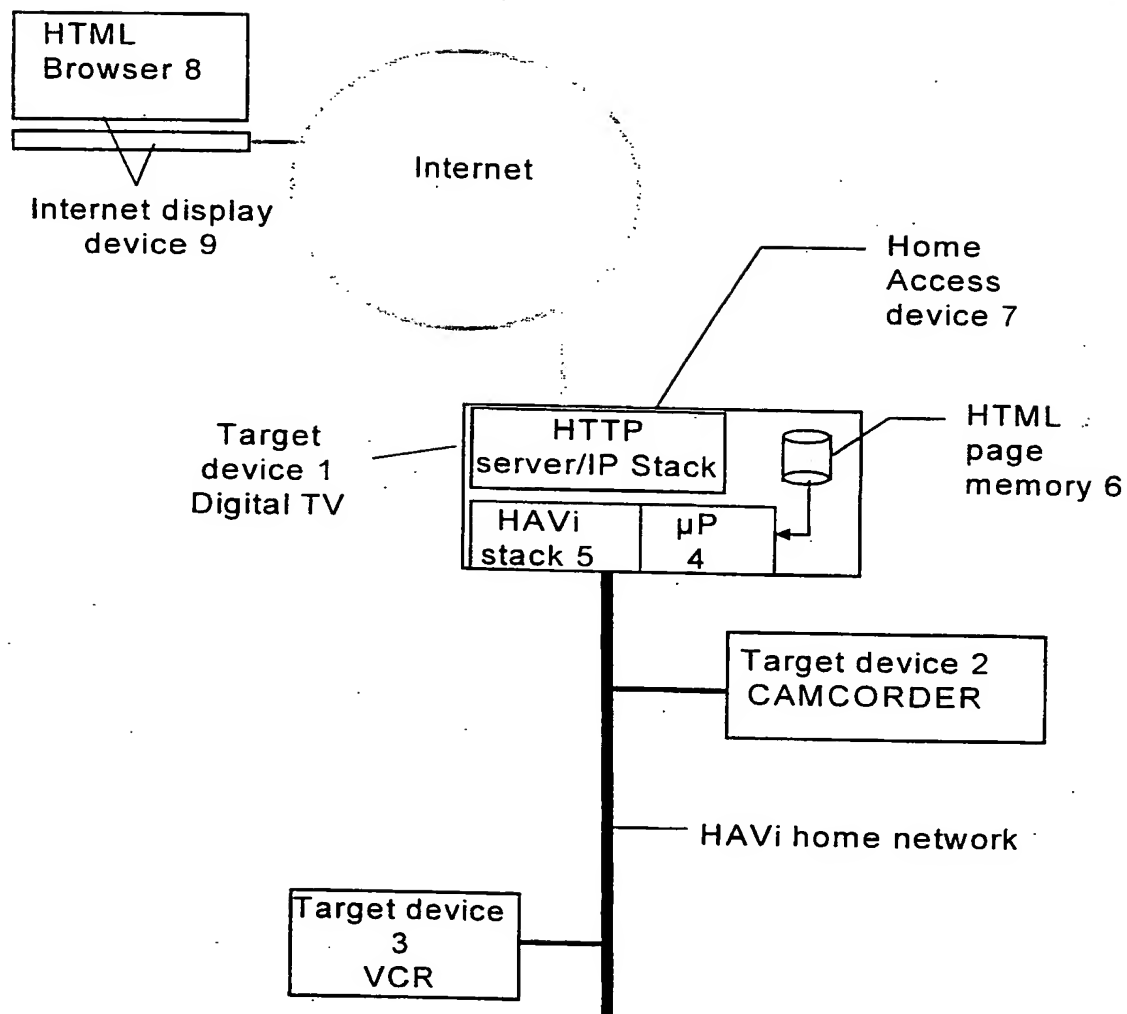 HTML
Browser 8
Internet
Internet display
device 9
Home
Access
device 7
Target
device 1
Digital TV
HTTP
server/IP Stack
HTML
page
memory 6
HAVi
stack 5
µP
4
Target device 2
CAMCORDER
HAVi home network
Target device
3
VCR